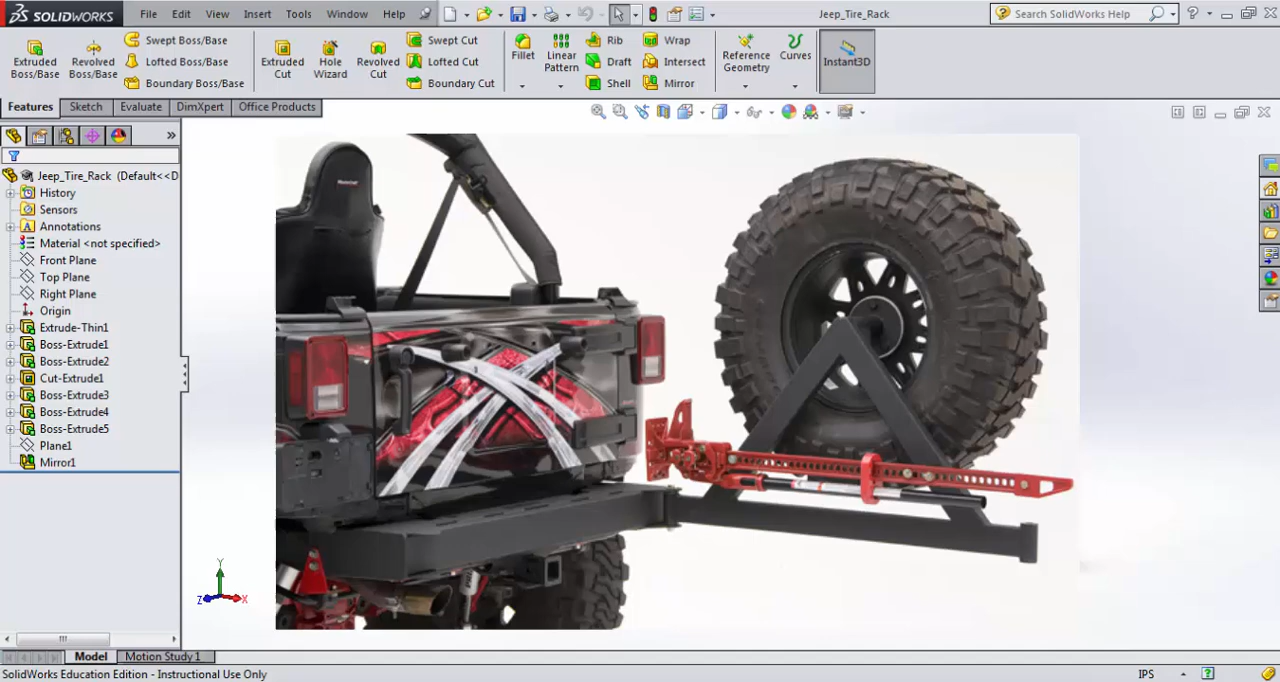 SOLIDWORKS File Edit View Insert Tools Window Help Jeep_Tire_Rack Search SolidWorks Help
Extruded Boss/Base
Revolved Boss/Base
Swept Boss/Base
Lofted Boss/Base
Boundary Boss/Base
Extruded Cut
Hole Wizard
Revolved Cut
Swept Cut
Lofted Cut
Boundary Cut
Fillet
Linear Pattern
Rib
Draft
Shell
Wrap
Intersect
Mirror
Reference Geometry
Curves
Instant3D
Features Sketch Evaluate DimXpert Office Products
Jeep_Tire_Rack (Default<<D
History
Sensors
Annotations
Material <not specified>
Front Plane
Top Plane
Right Plane
Origin
Extrude-Thin1
Boss-Extrude1
Boss-Extrude2
Cut-Extrude1
Boss-Extrude3
Boss-Extrude4
Boss-Extrude5
Plane1
Mirror1
Y
Z X
Model Motion Study 1
SolidWorks Education Edition - Instructional Use Only IPS